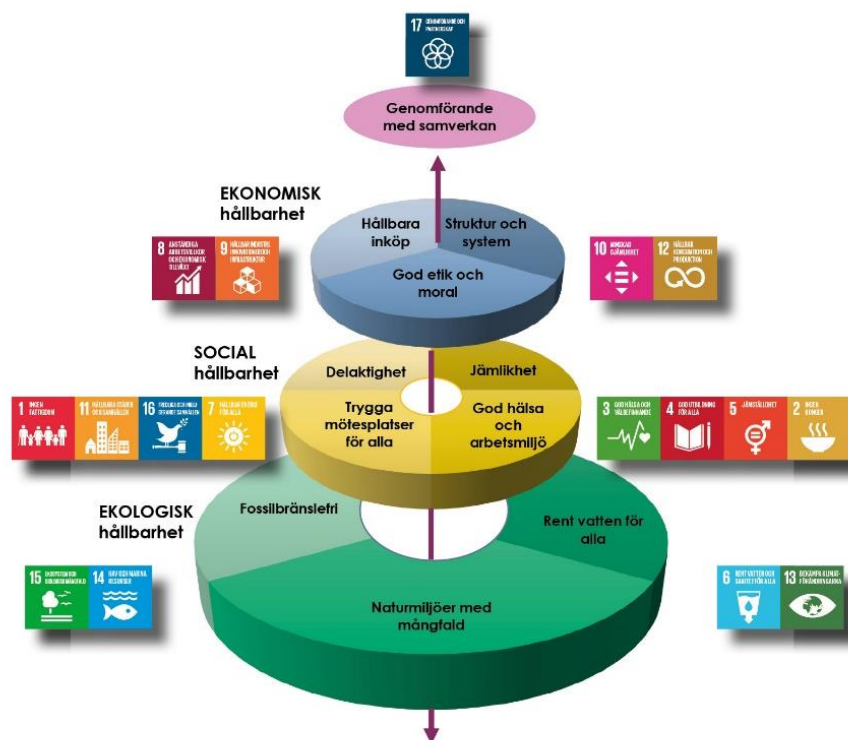 17 GENOMFÖRANDE OCH
PARTNERSKAP
Genomförande
med samverkan
EKONOMISK
hållbarhet
Hållbara
inköp
Struktur och
system
God etik och
moral
8 ANSTÄNDIGA
ARBETSVILLKOR
OCH EKONOMISK
TILLVÄXT
9 HÅLLBAR INDUSTRI,
INNOVATIONER OCH
INFRASTRUKTUR
10 MINSKAD
OJÄMLIKHET
12 HÅLLBAR
KONSUMTION OCH
PRODUKTION
SOCIAL
hållbarhet
Delaktighet
Jämlikhet
Trygga
mötesplatser
för alla
God hälsa
och
arbetsmiljö
1 INGEN
FATTIGDOM
11 HÅLLBARA STÄDER
OCH SAMHÄLLEN
16 FREDLIGA OCH INKLU-
DERANDE SAMHÄLLEN
7 HÅLLBAR ENERGI
FÖR ALLA
3 GOD HÄLSA OCH
VÄLBEFINNANDE
4 GOD UTBILDNING
FÖR ALLA
5 JÄMSTÄLLDHET
2 INGEN
HUNGER
EKOLOGISK
hållbarhet
Fossilbränslefri
Rent vatten för
alla
Naturmiljöer med
mångfald
15 EKOSYSTEM OCH
BIOLOGISK MÅNGFALD
14 HAV OCH MARINA
RESURSER
6 RENT VATTEN OCH
SANITET FÖR ALLA
13 BEKÄMPA KLIMAT-
FÖRÄNDRINGARNA